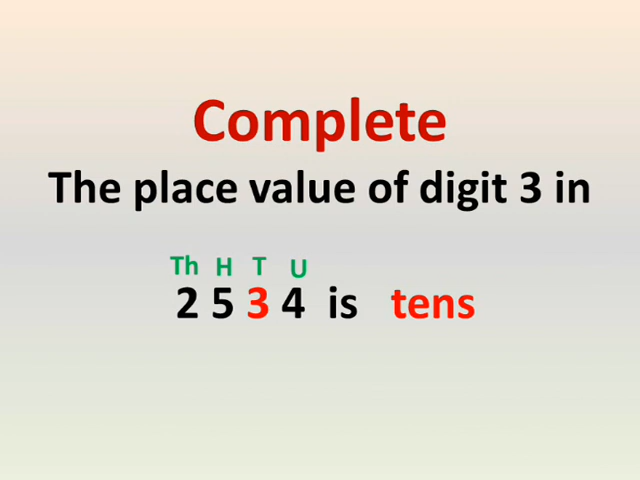 Complete
The place value of digit 3 in
Th H T U
2 5 3 4 is tens